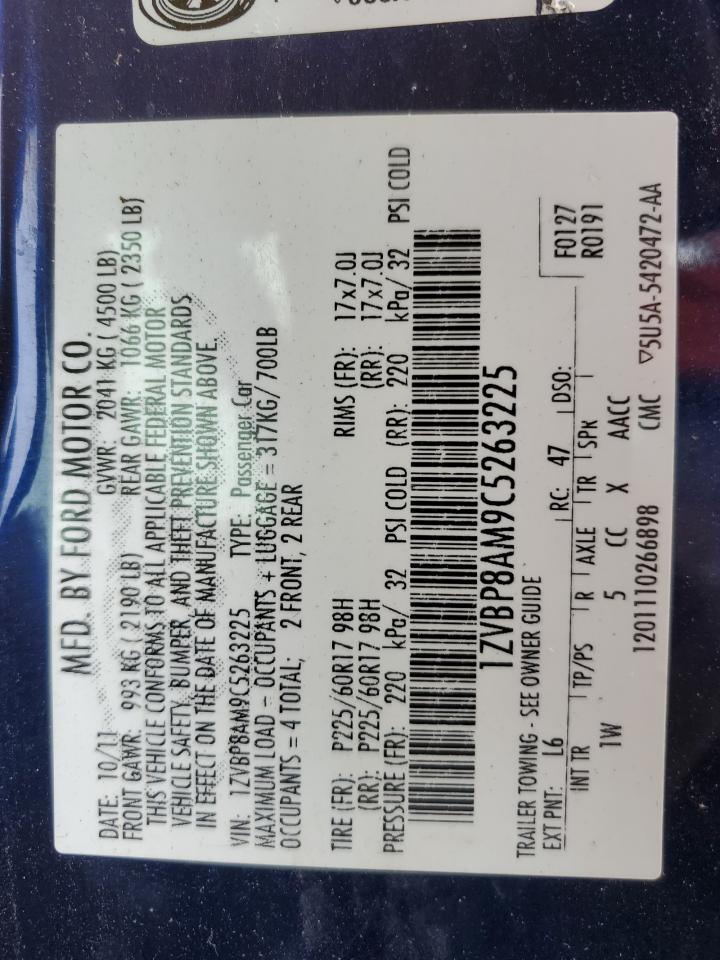 MFD. BY FORD MOTOR CO.
DATE: 10/11 GVWR: 2041 KG ( 4500 LB)
FRONT GAWR: 993 KG ( 2190 LB) REAR GAWR: 1066 KG ( 2350 LB)
THIS VEHICLE CONFORMS TO ALL APPLICABLE FEDERAL MOTOR
VEHICLE SAFETY, BUMPER, AND THEFT PREVENTION STANDARDS
IN EFFECT ON THE DATE OF MANUFACTURE SHOWN ABOVE.
VIN: 1ZVBP8AM9C5263225 TYPE: Passenger Car
MAXIMUM LOAD = OCCUPANTS + LUGGAGE = 317KG/ 700LB
OCCUPANTS = 4 TOTAL; 2 FRONT, 2 REAR
TIRE (FR): P225/60R17 98H RIMS (FR): 17x7.0J
(RR): P225/60R17 98H (RR): 17x7.0J
PRESSURE (FR): 220 kPa/ 32 PSI COLD (RR): 220 kPa/ 32 PSI COLD
1ZVBP8AM9C5263225
TRAILER TOWING - SEE OWNER GUIDE
F0127
R0191
EXT PNT: L6 RC: 47 DSO:
INT TR TP/PS R AXLE TR SPR
1W 5 CC X AACC
1201110266898 CMC ▽5U5A-5420472-AA